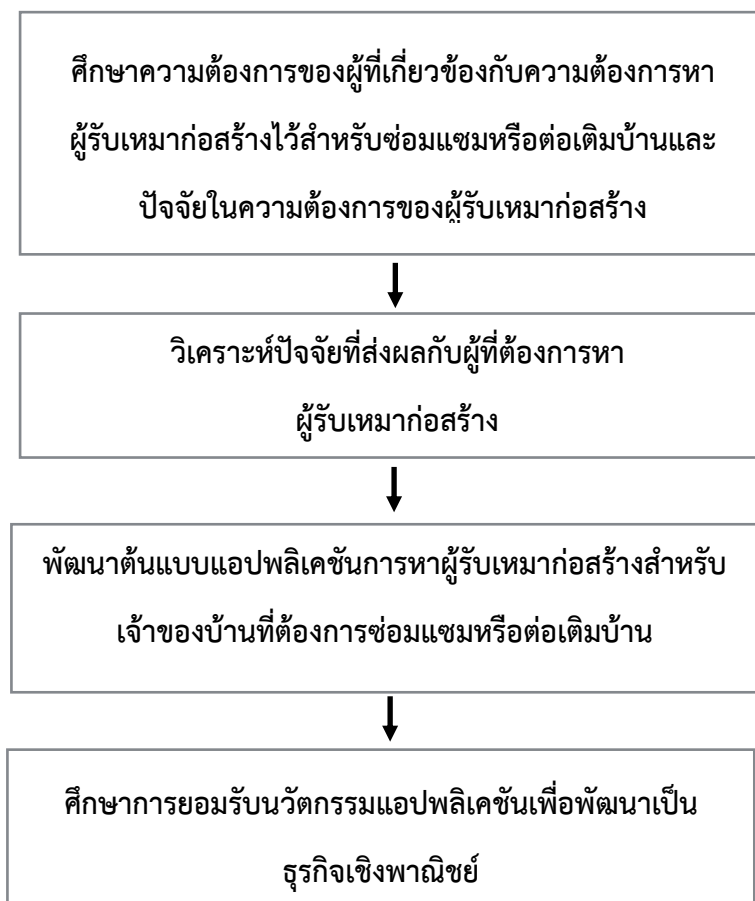 ศึกษาความต้องการของผู้ที่เกี่ยวข้องกับความต้องการหา
ผู้รับเหมาก่อสร้างไว้สำหรับซ่อมแซมหรือต่อเติมบ้านและ
ปัจจัยในความต้องการของผู้รับเหมาก่อสร้าง
วิเคราะห์ปัจจัยที่ส่งผลกับผู้ที่ต้องการหา
ผู้รับเหมาก่อสร้าง
พัฒนาต้นแบบแอปพลิเคชันการหาผู้รับเหมาก่อสร้างสำหรับ
เจ้าของบ้านที่ต้องการซ่อมแซมหรือต่อเติมบ้าน
ศึกษาการยอมรับนวัตกรรมแอปพลิเคชันเพื่อพัฒนาเป็น
ธุรกิจเชิงพาณิชย์